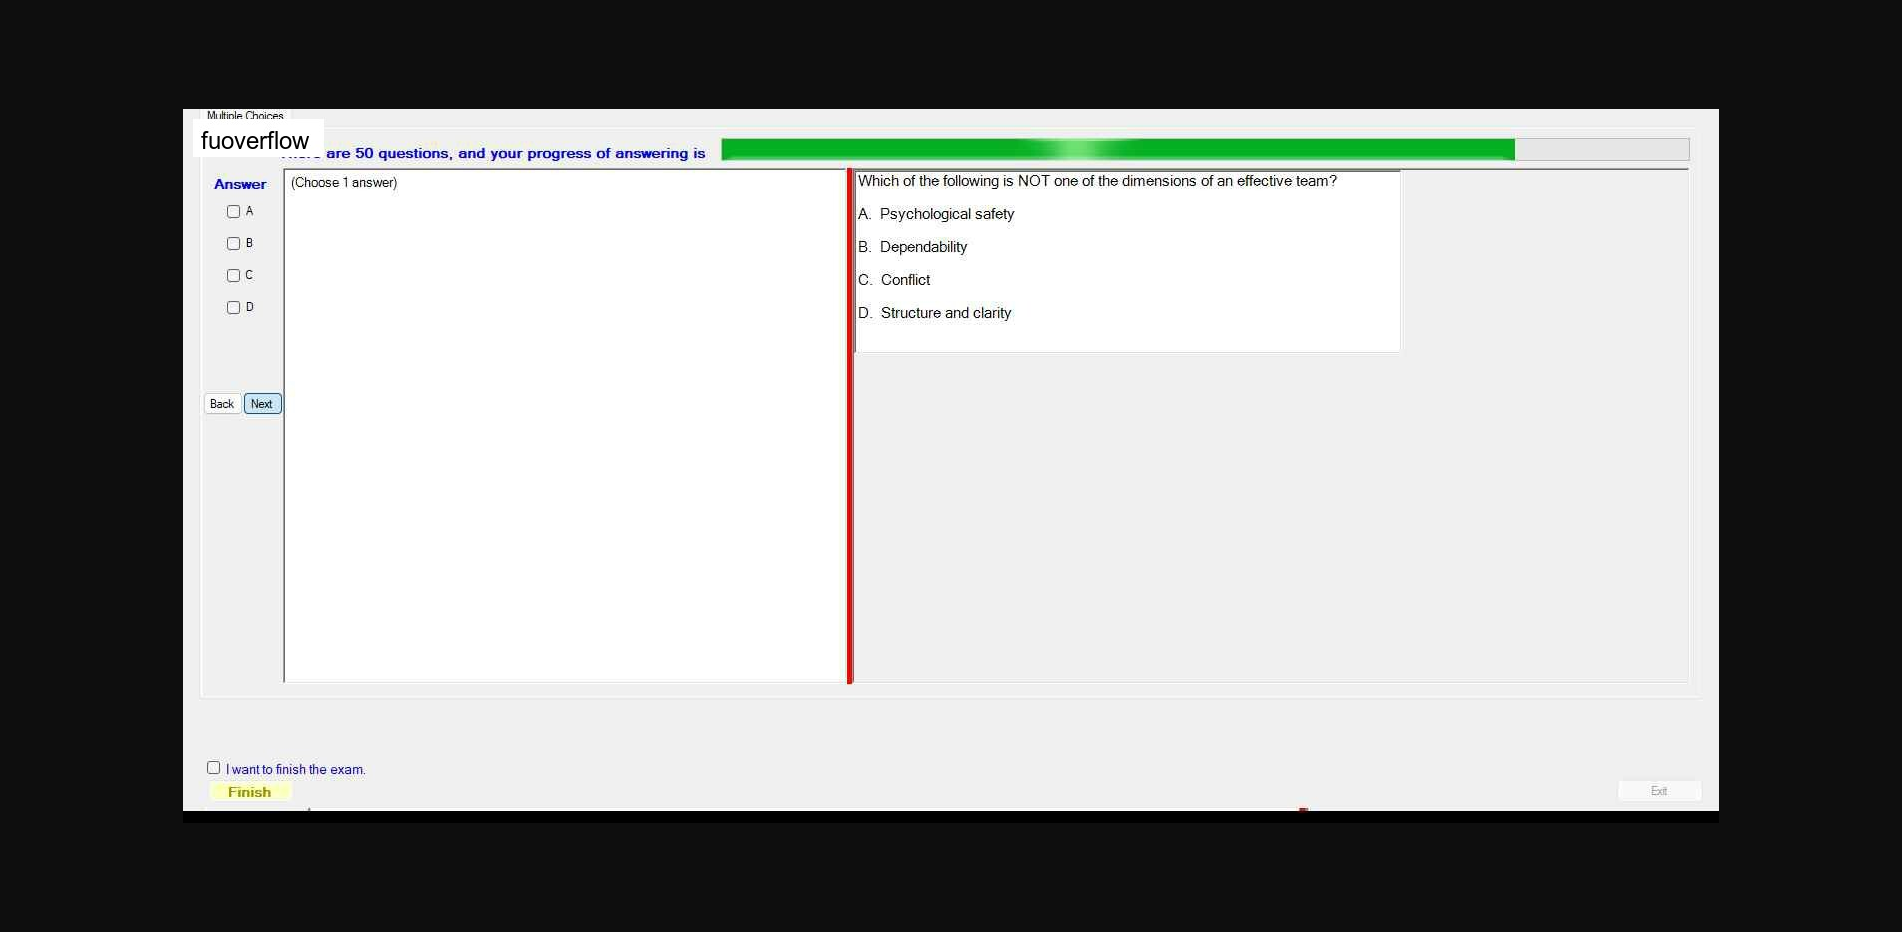 Multiple Choices
fuoverflow
are 50 questions, and your progress of answering is
Answer
(Choose 1 answer)
A
B
C
D
Back
Next
Which of the following is NOT one of the dimensions of an effective team?
A. Psychological safety
B. Dependability
C. Conflict
D. Structure and clarity
I want to finish the exam.
Finish
Exit